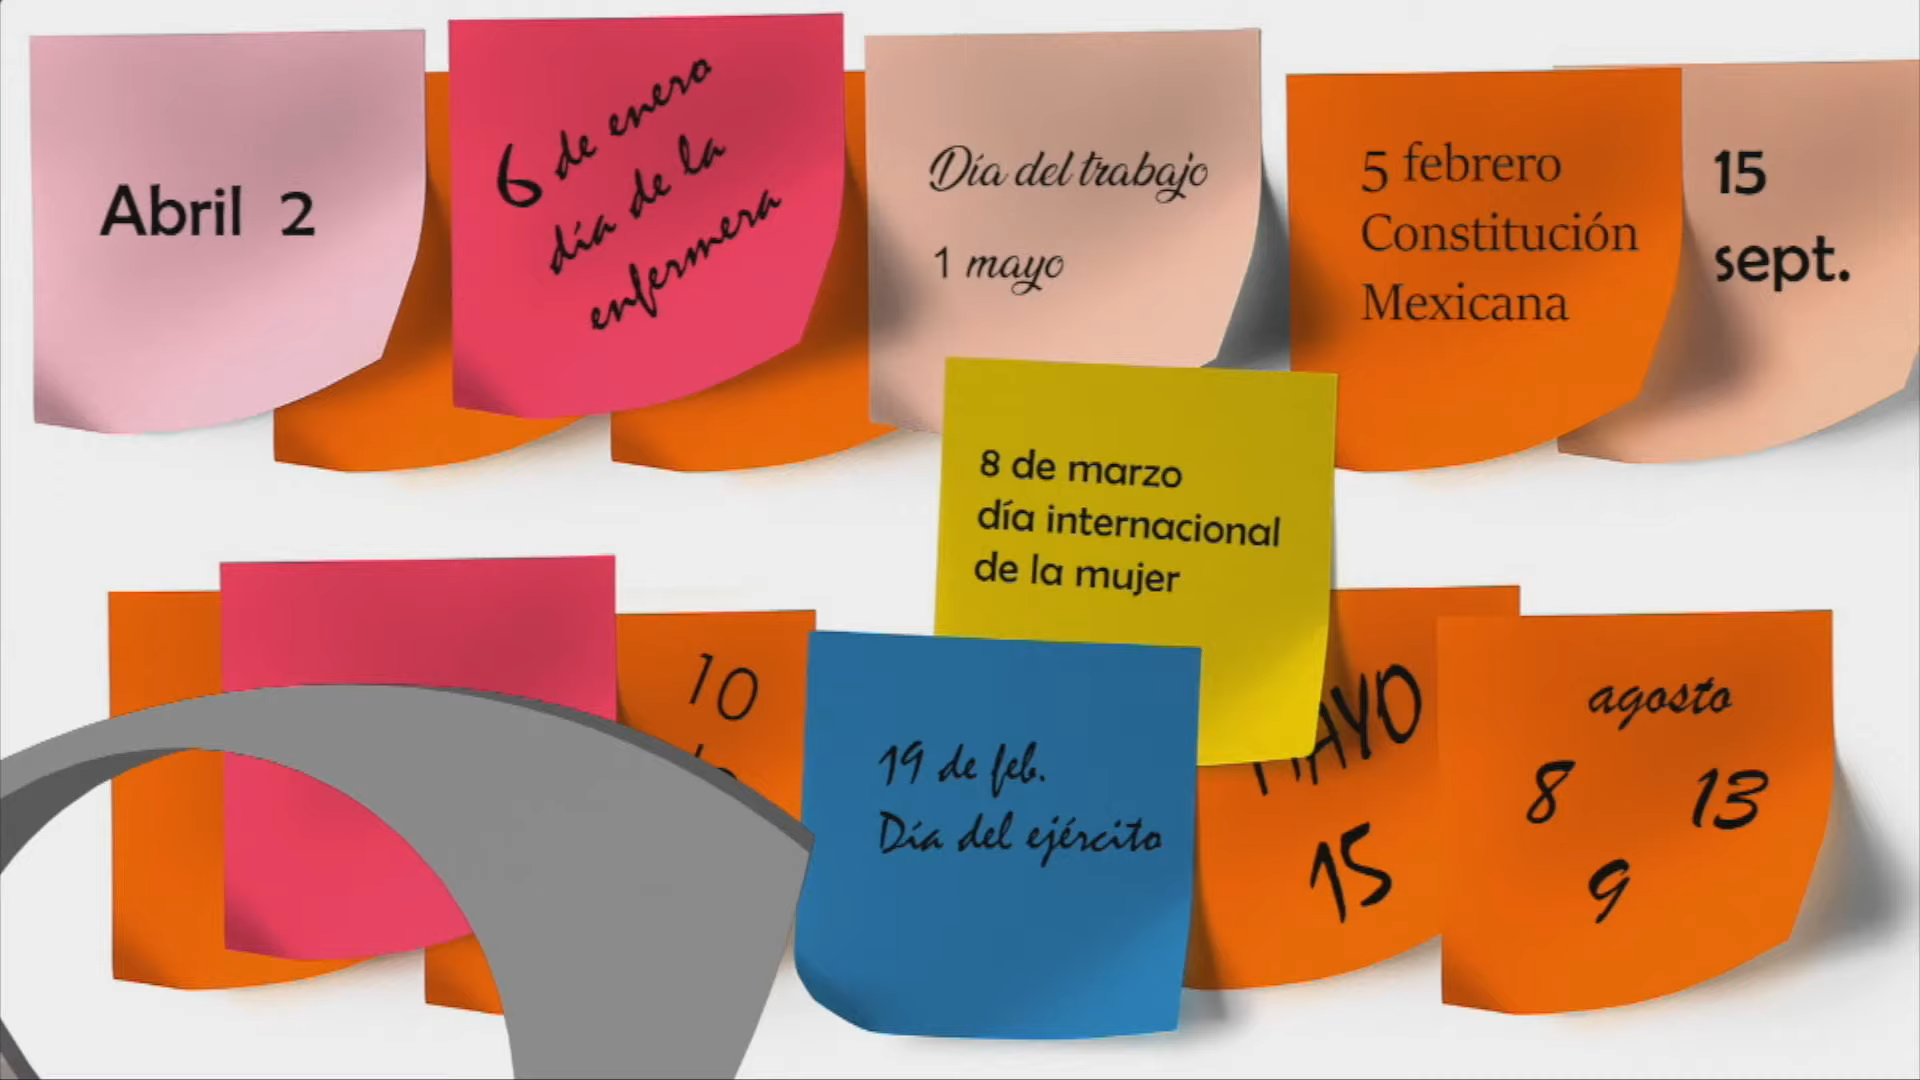 Abril 2
6 de enero
día de la
enfermera
Día del trabajo
1 mayo
5 febrero
Constitución
Mexicana
15
sept.
8 de marzo
día internacional
de la mujer
10
19 de feb.
Día del ejército
MAYO
15
agosto
8 13
9